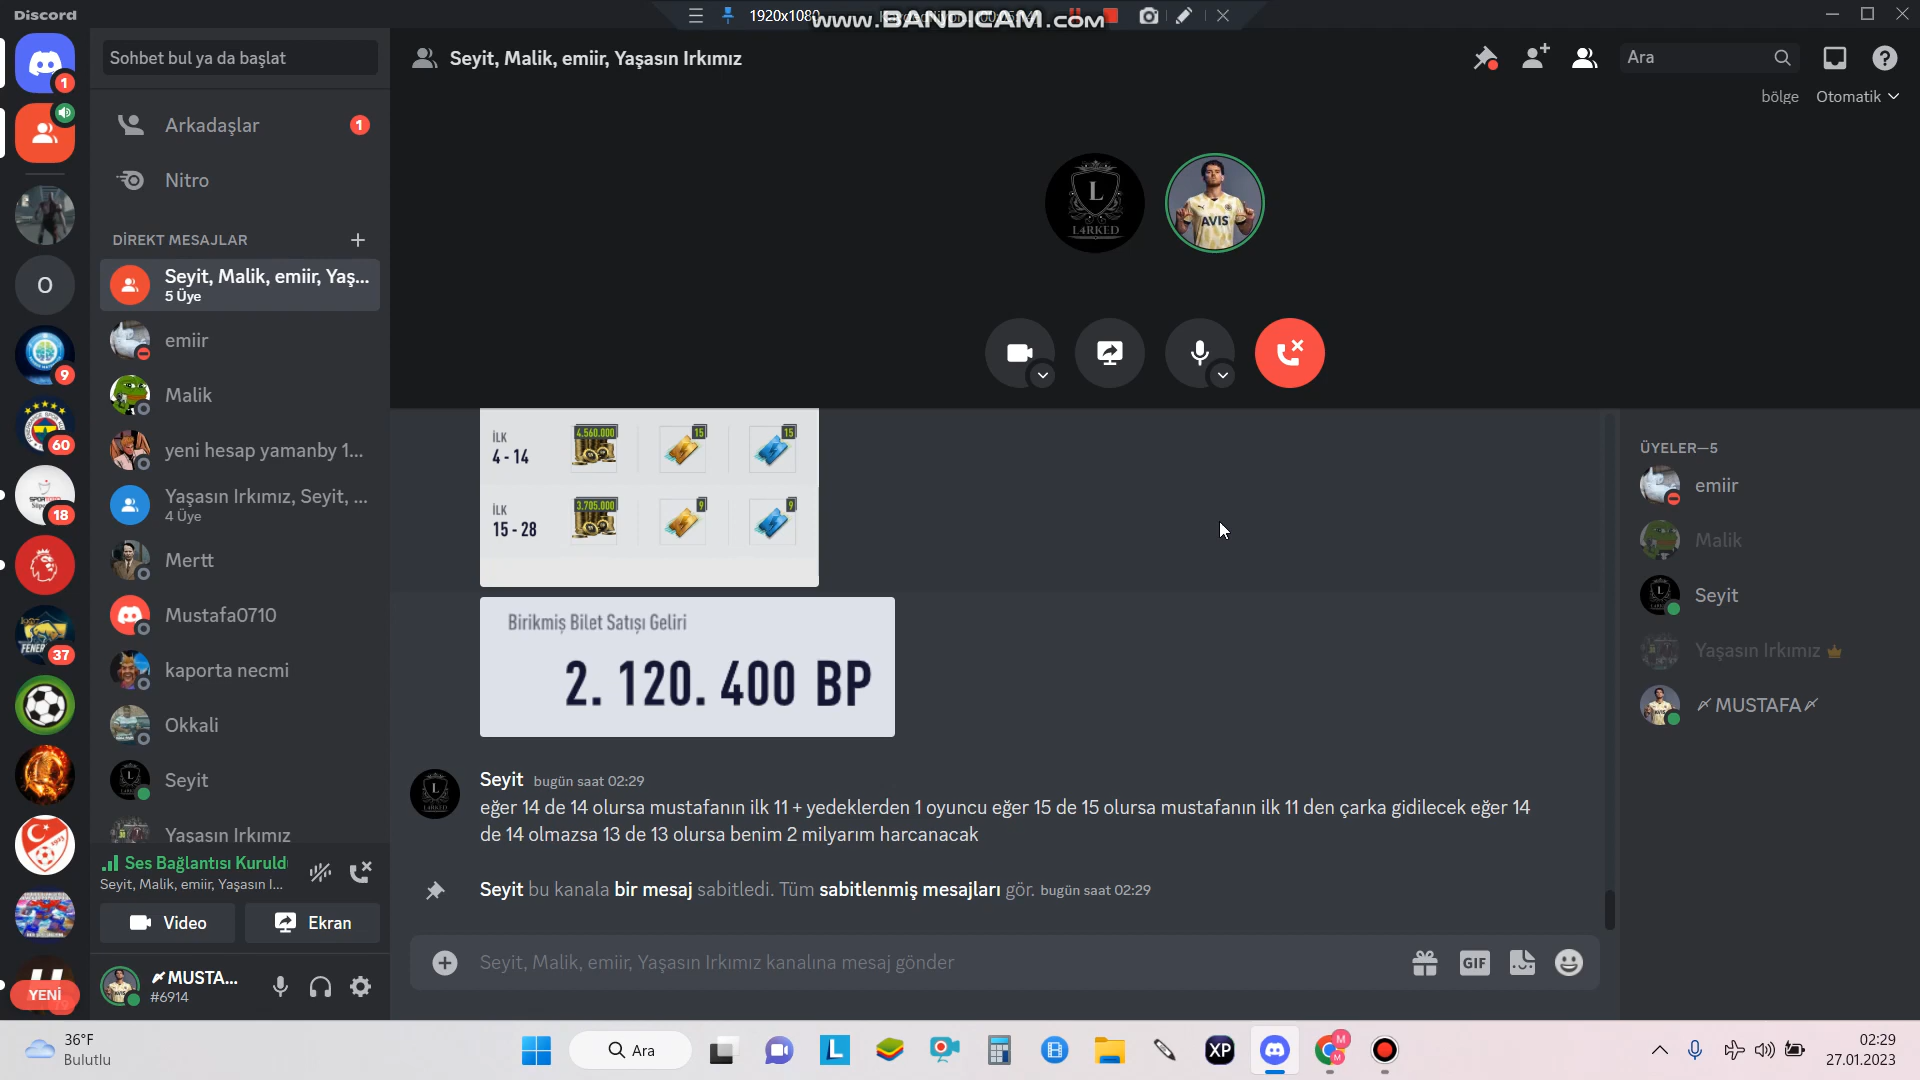 Discord
1920x1080
www.BANDICAM.com
Sohbet bul ya da başlat
Seyit, Malik, emiir, Yaşasın Irkımız
Ara
bölge Otomatik
1
Arkadaşlar 1
Nitro
DİREKT MESAJLAR
Seyit, Malik, emiir, Yaş...
5 Üye
emiir
Malik
yeni hesap yamanby 1...
Yaşasın Irkımız, Seyit, ...
4 Üye
Mertt
Mustafa0710
kaporta necmi
Okkali
Seyit
Yaşasın Irkımız
O
9
60
18
37
YENİ
Ses Bağlantısı Kuruld
Seyit, Malik, emiir, Yaşasın I...
Video
Ekran
MUSTA...
#6914
L
L4RKED
AVIS
İLK
4 - 14
4.560.000
15
15
İLK
15 - 28
3.705.000
9
9
Birikmiş Bilet Satışı Geliri
2. 120. 400 BP
Seyit bugün saat 02:29
eğer 14 de 14 olursa mustafanın ilk 11 + yedeklerden 1 oyuncu eğer 15 de 15 olursa mustafanın ilk 11 den çarka gidilecek eğer 14
de 14 olmazsa 13 de 13 olursa benim 2 milyarım harcanacak
Seyit bu kanala bir mesaj sabitledi. Tüm sabitlenmiş mesajları gör. bugün saat 02:29
Seyit, Malik, emiir, Yaşasın Irkımız kanalına mesaj gönder
GIF
ÜYELER—5
emiir
Malik
Seyit
Yaşasın Irkımız
MUSTAFA
36°F
Bulutlu
Ara
L
XP
M
M
02:29
27.01.2023